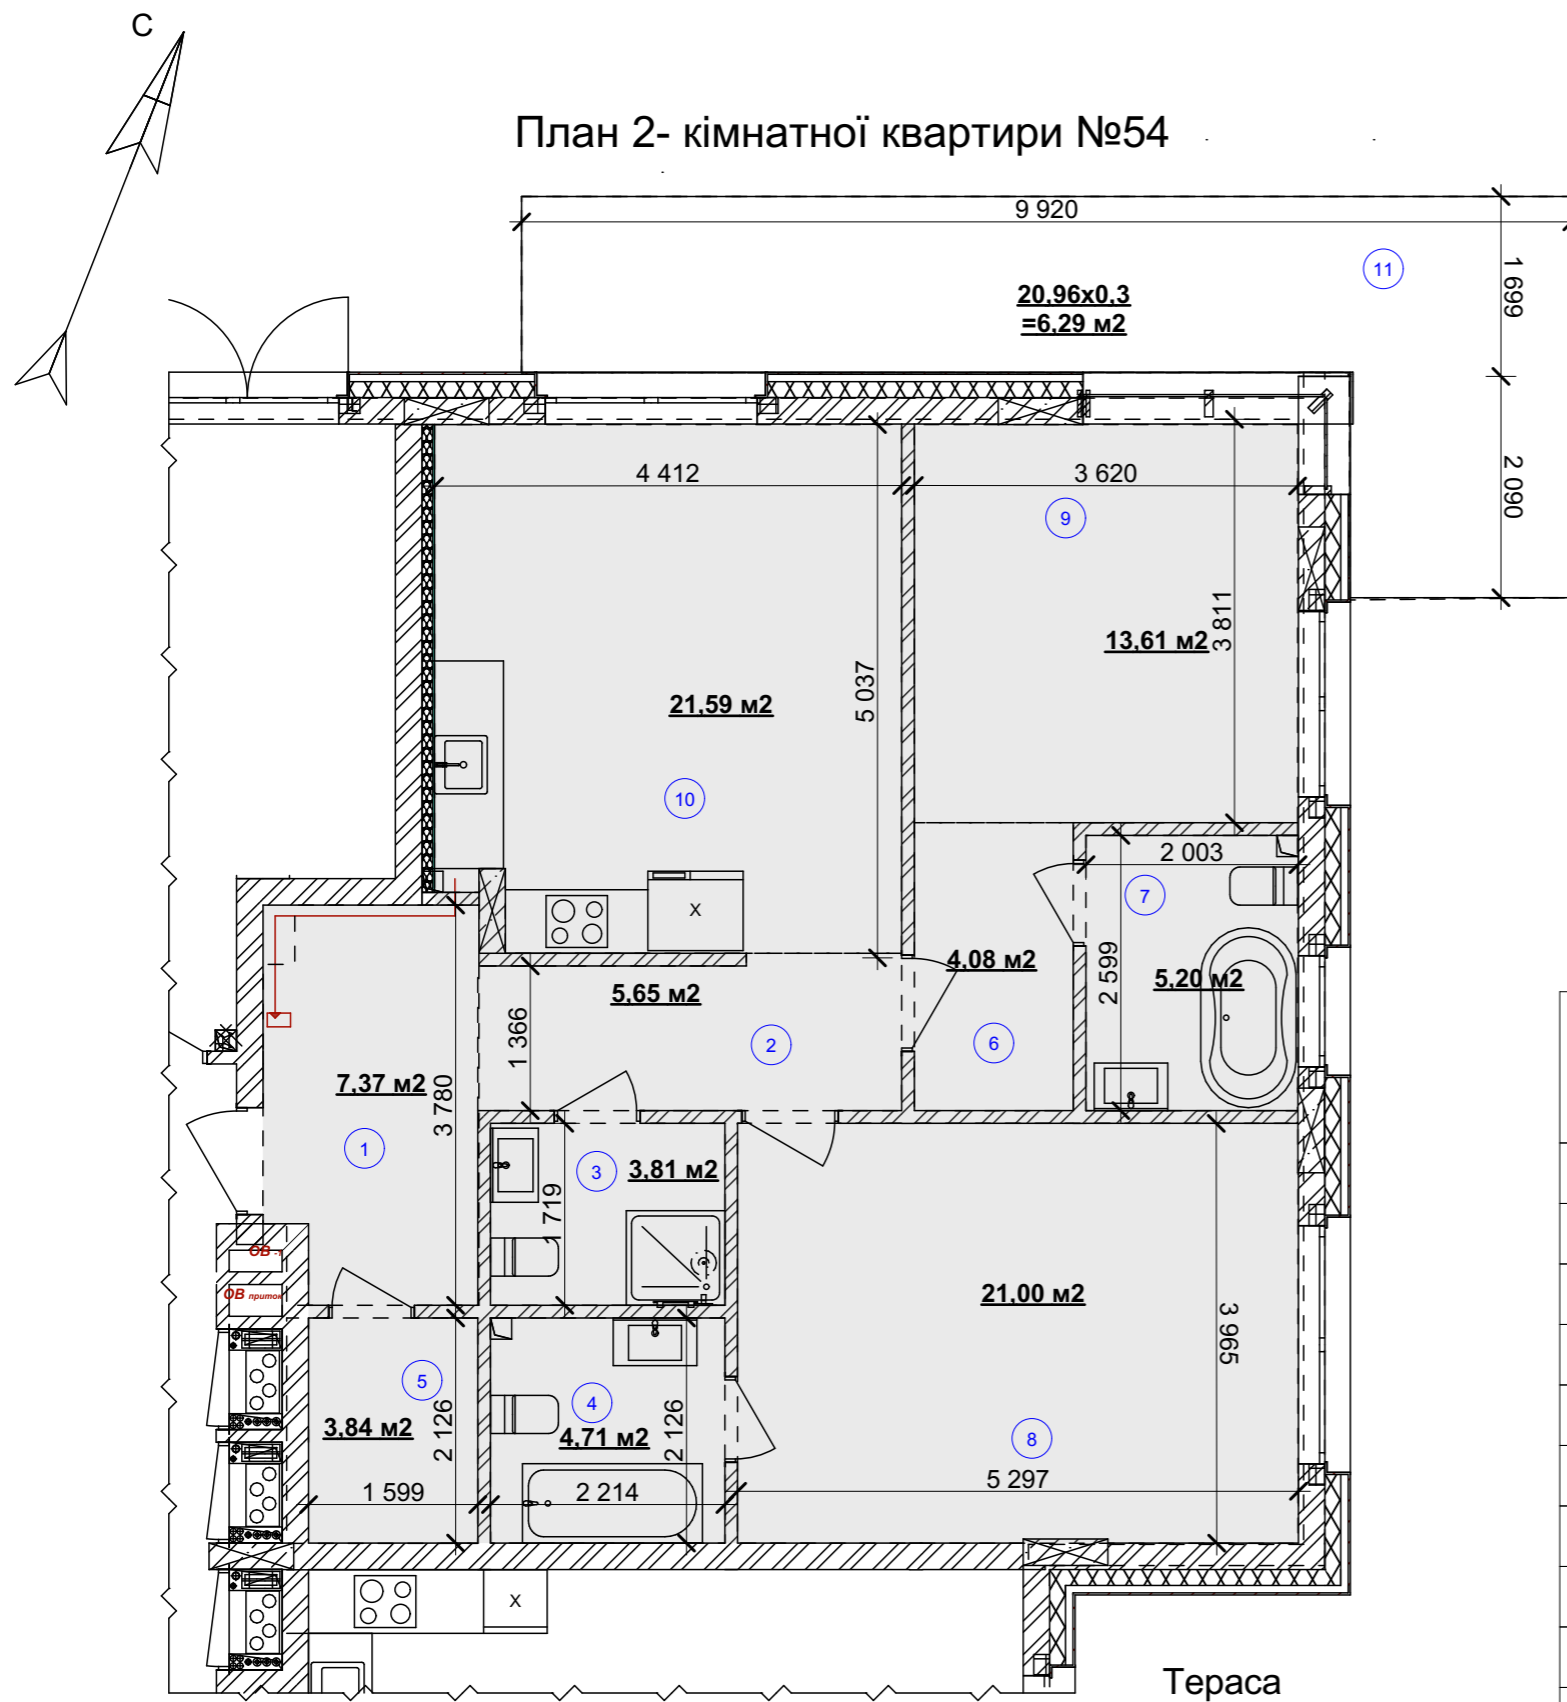 С
План 2- кімнатної квартири №54
9 920
11
1 699
20,96x0,3
=6,29 м2
2 090
4 412
3 620
9
3 811
13,61 м2
5 037
21,59 м2
10
2 003
7
X
4,08 м2
2 599
5,20 м2
5,65 м2
1 366
2
6
7,37 м2
3 780
1
3
3,81 м2
1 719
ОВ
ОВ приток
21,00 м2
3 965
5
4
3,84 м2
2 126
4,71 м2
2 126
8
1 599
2 214
5 297
X
Тераса